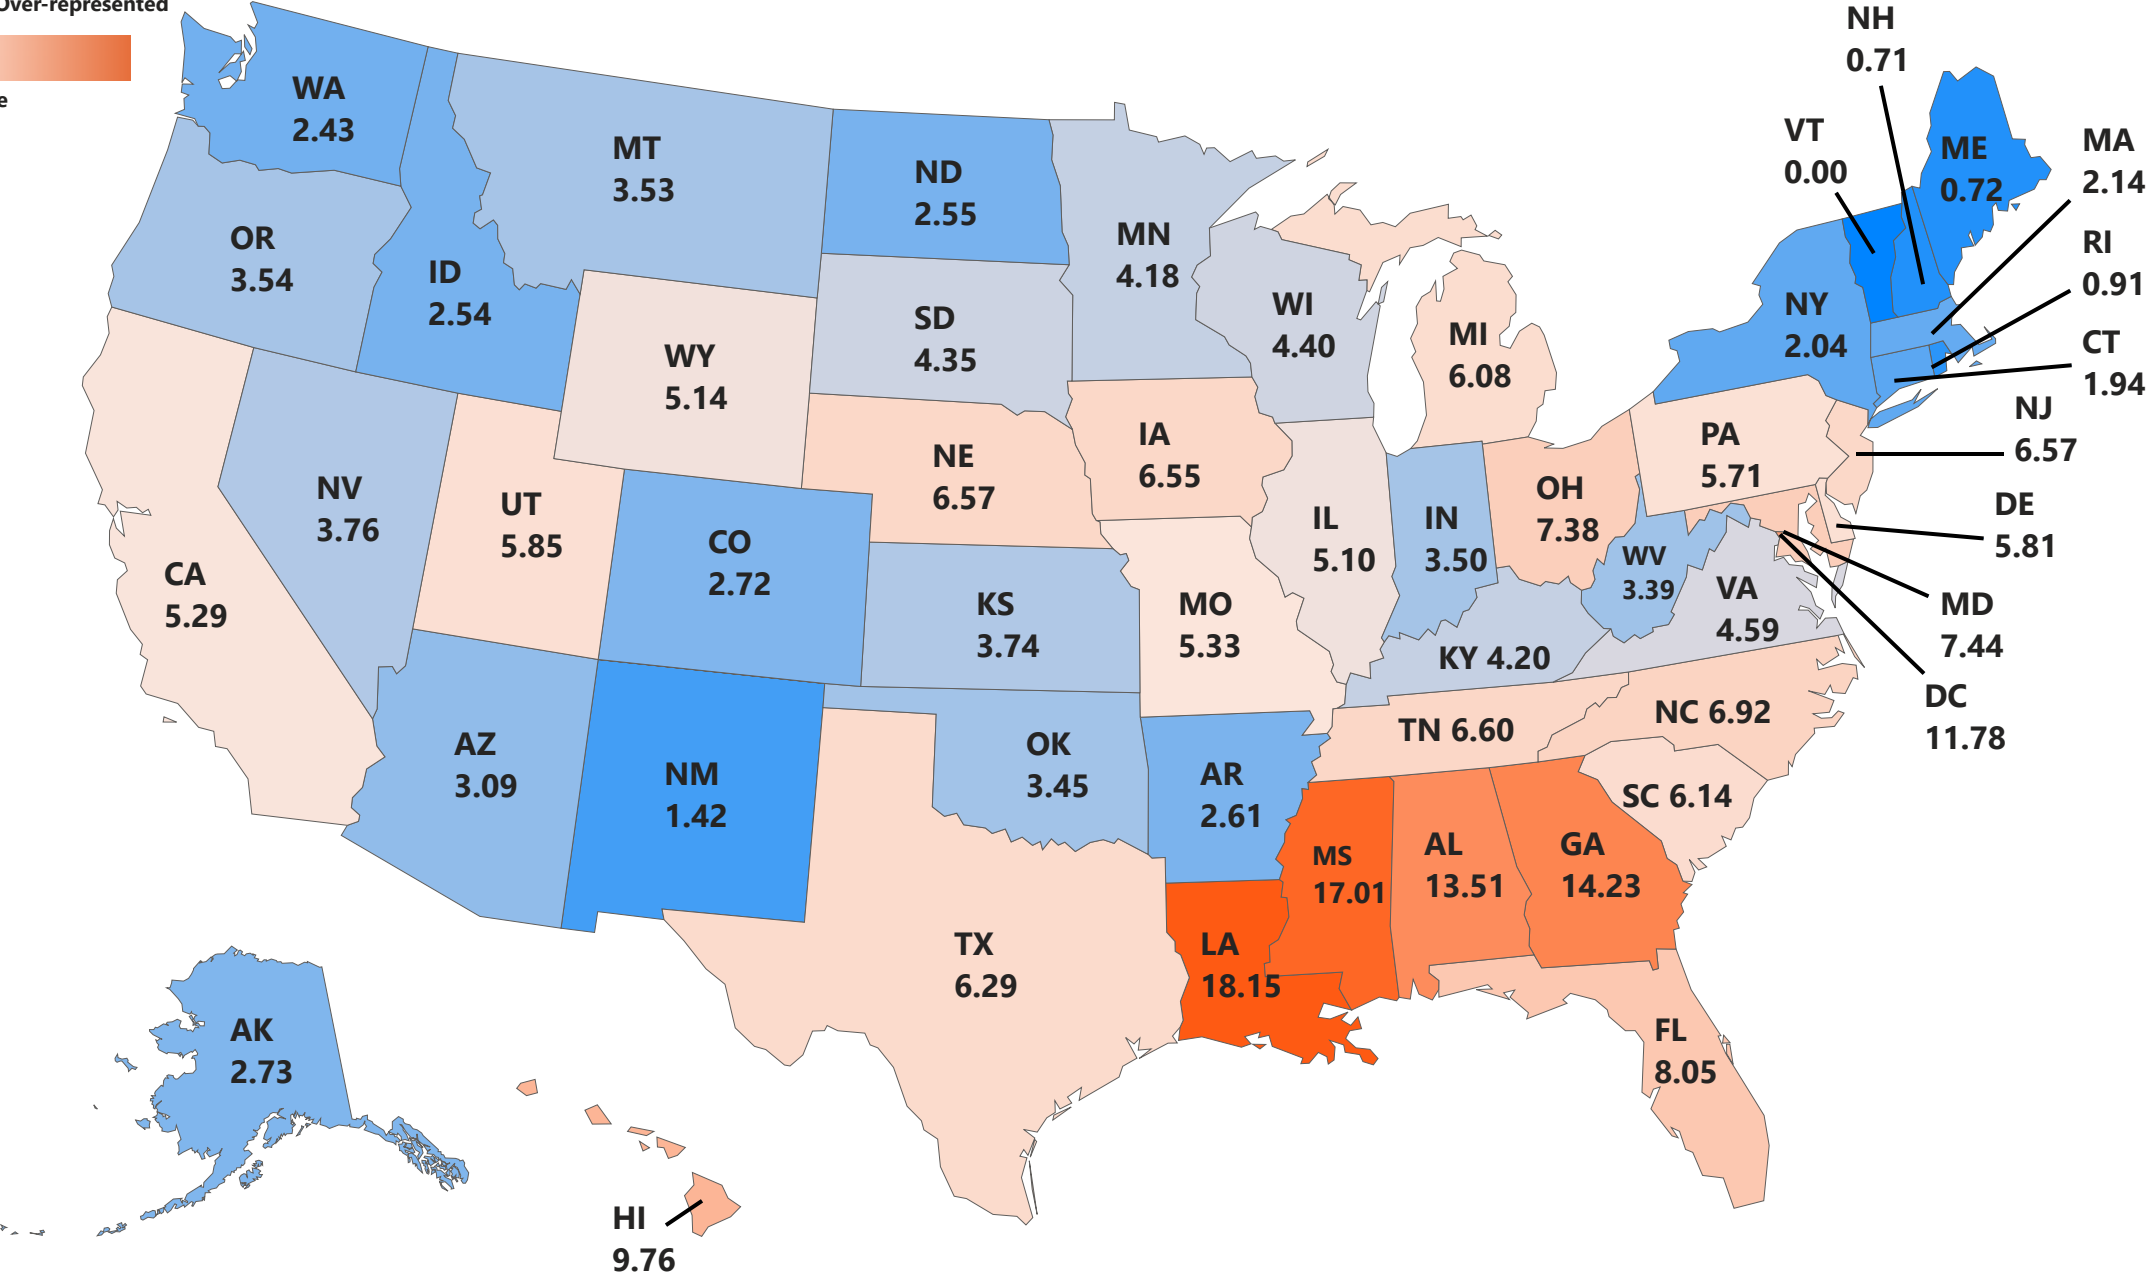 Over-represented
e
NH
0.71
VT
0.00
ME
0.72
MA
2.14
RI
0.91
CT
1.94
NJ
6.57
DE
5.81
MD
7.44
DC
11.78
WA
2.43
MT
3.53
ND
2.55
MN
4.18
OR
3.54
ID
2.54
WI
4.40
NY
2.04
SD
4.35
MI
6.08
WY
5.14
IA
6.55
PA
5.71
NE
6.57
NV
3.76
UT
5.85
CO
2.72
IL
5.10
IN
3.50
OH
7.38
WV
3.39
VA
4.59
CA
5.29
KS
3.74
MO
5.33
KY 4.20
TN 6.60
NC 6.92
AZ
3.09
NM
1.42
OK
3.45
AR
2.61
SC 6.14
MS
17.01
AL
13.51
GA
14.23
TX
6.29
LA
18.15
FL
8.05
AK
2.73
HI
9.76